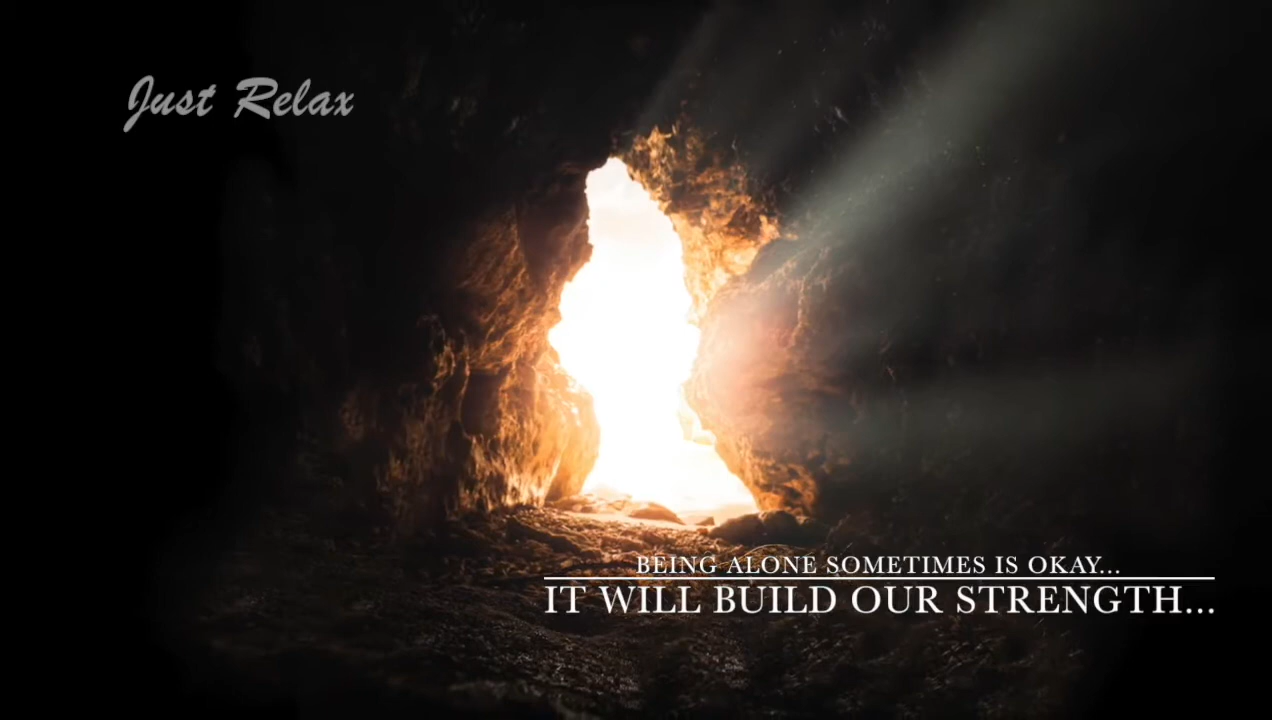 Just Relax
BEING ALONE SOMETIMES IS OKAY...
IT WILL BUILD OUR STRENGTH...